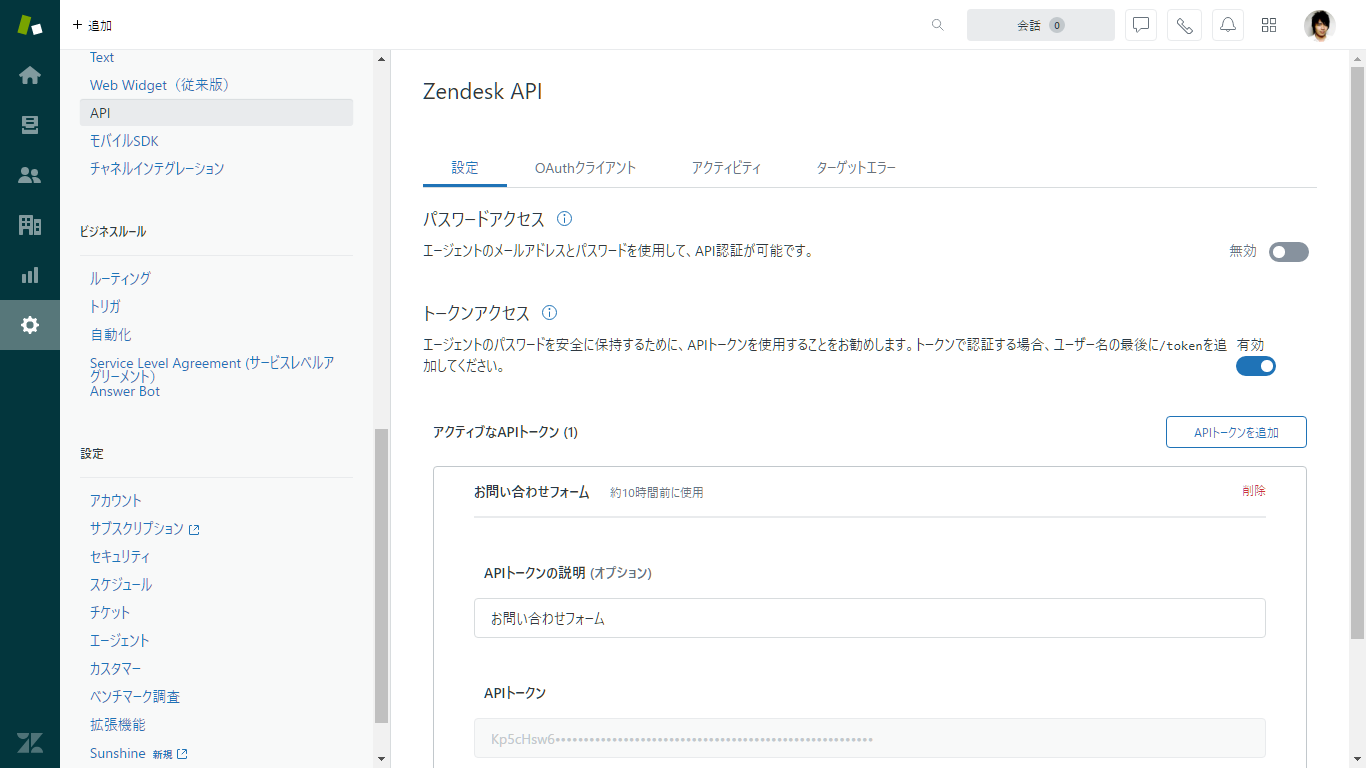 追加
会話 0
Text
Web Widget（従来版）
API
モバイルSDK
チャネルインテグレーション
ビジネスルール
ルーティング
トリガ
自動化
Service Level Agreement (サービスレベルア
グリーメント)
Answer Bot
設定
アカウント
サブスクリプション
セキュリティ
スケジュール
チケット
エージェント
カスタマー
ベンチマーク調査
拡張機能
Sunshine 新規
Zendesk API
設定 OAuthクライアント アクティビティ ターゲットエラー
パスワードアクセス
エージェントのメールアドレスとパスワードを使用して、API認証が可能です。 無効
トークンアクセス
エージェントのパスワードを安全に保持するために、APIトークンを使用することをお勧めします。トークンで認証する場合、ユーザー名の最後に/tokenを追 有効
加してください。
アクティブなAPIトークン (1) APIトークンを追加
お問い合わせフォーム 約10時間前に使用 削除
APIトークンの説明 (オプション)
お問い合わせフォーム
APIトークン
Kp5cHsw6••••••••••••••••••••••••••••••••••••••••••••••••••••••••